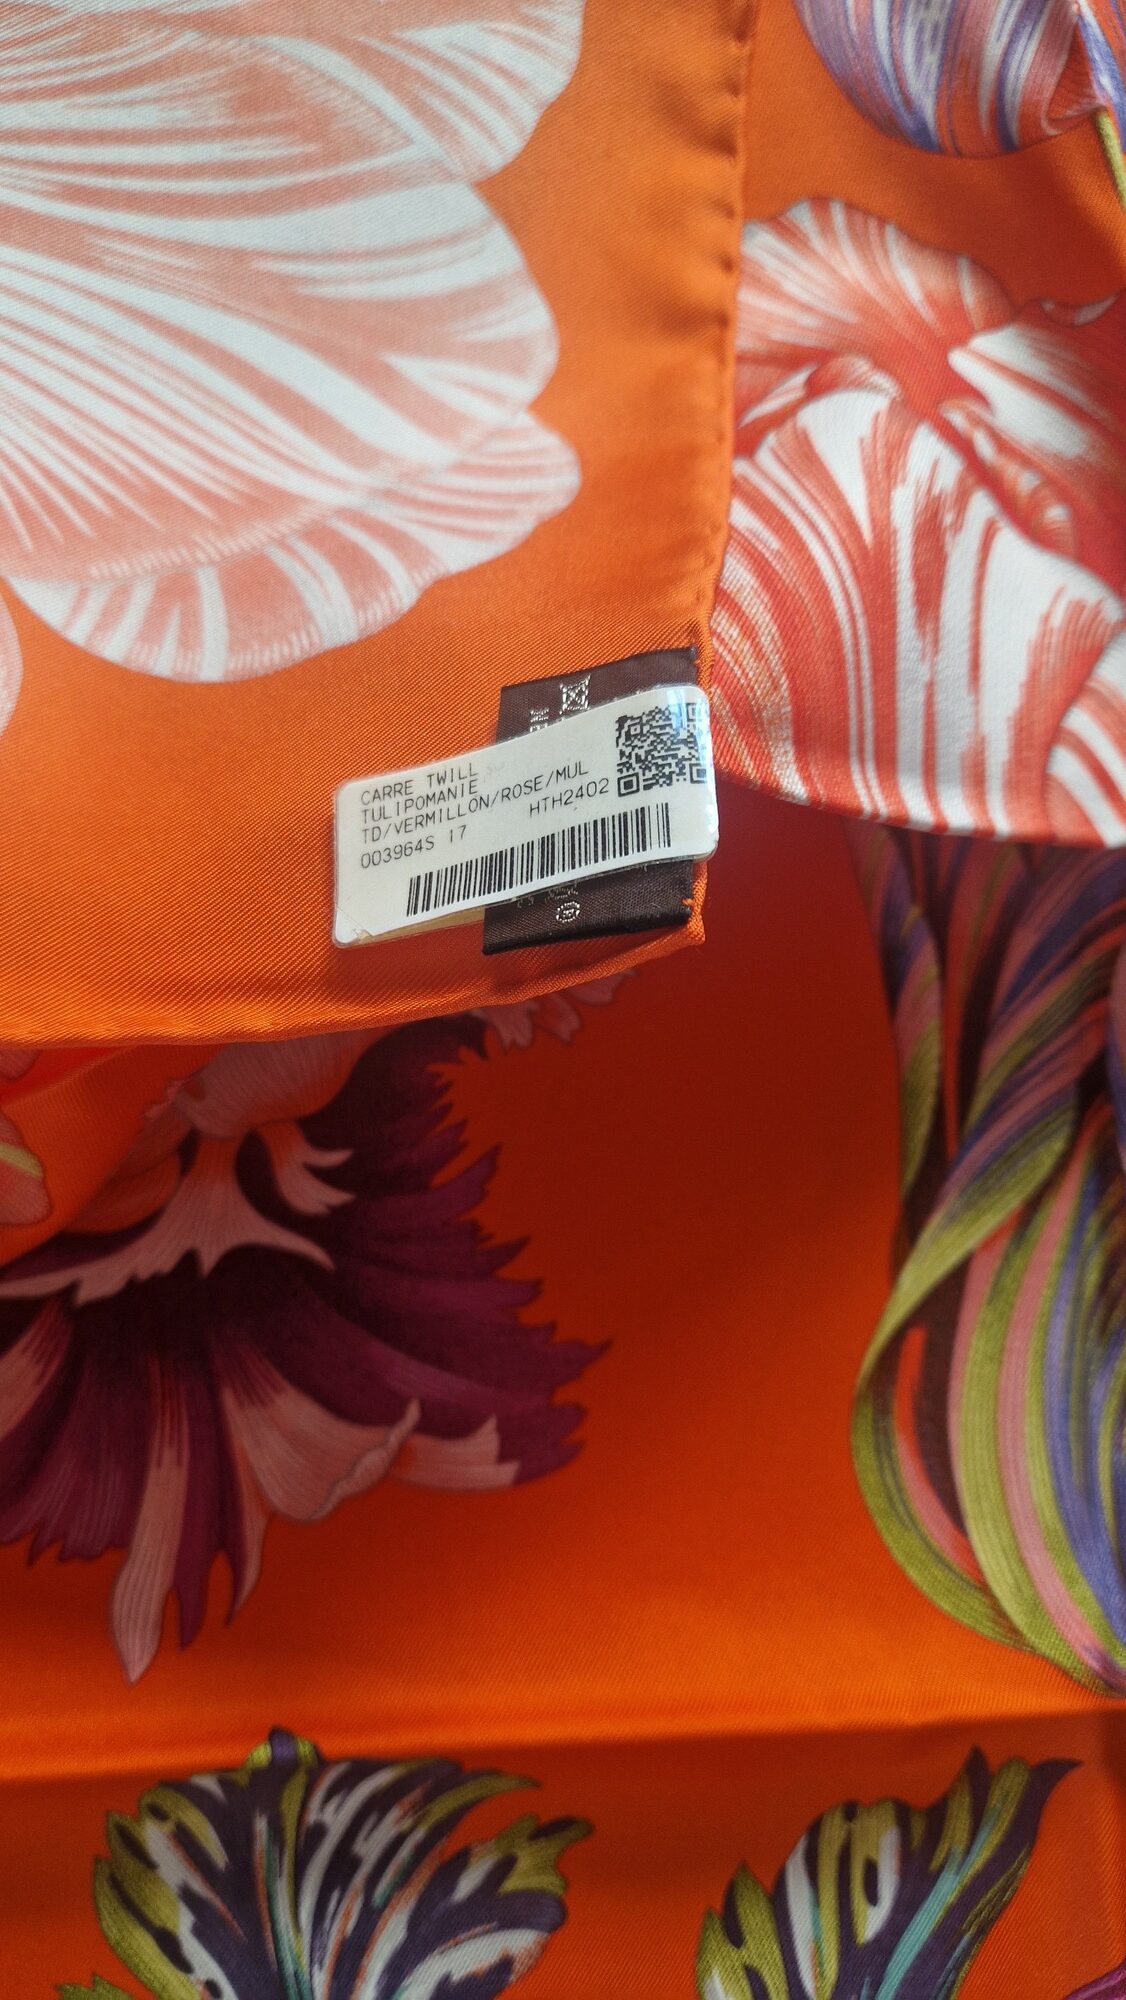 CARRE TWILL
TULIPOMANIE
TD/VERMILLON/ROSE/MUL
003964S 17 HTH2402